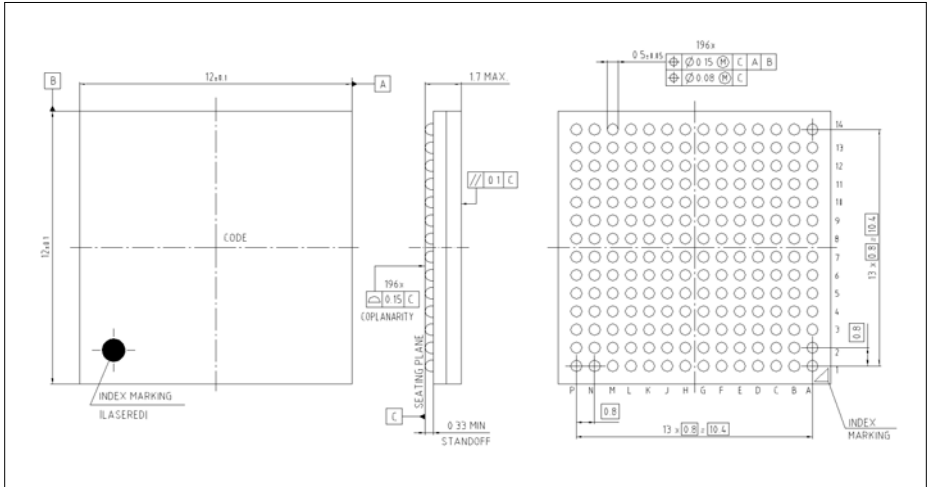 B
12±0.1
A
12±0.1
CODE
INDEX MARKING
(LASERED)
1.7 MAX.
// 0.1 C
196x
0.15 C
COPLANARITY
SEATING PLANE
C
0.33 MIN
STANDOFF
196x
0.5±0.05
⌖ Ø 0.15 Ⓜ C A B
⌖ Ø 0.08 Ⓜ C
14
13
12
11
10
9
8
7
6
5
4
3
2
1
13 x 0.8 = 10.4
0.8
P N M L K J H G F E D C B A
0.8
13 x 0.8 = 10.4
INDEX
MARKING